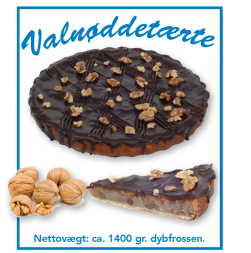 Valnøddetærte
Nettovægt: ca. 1400 gr. dybfrossen.